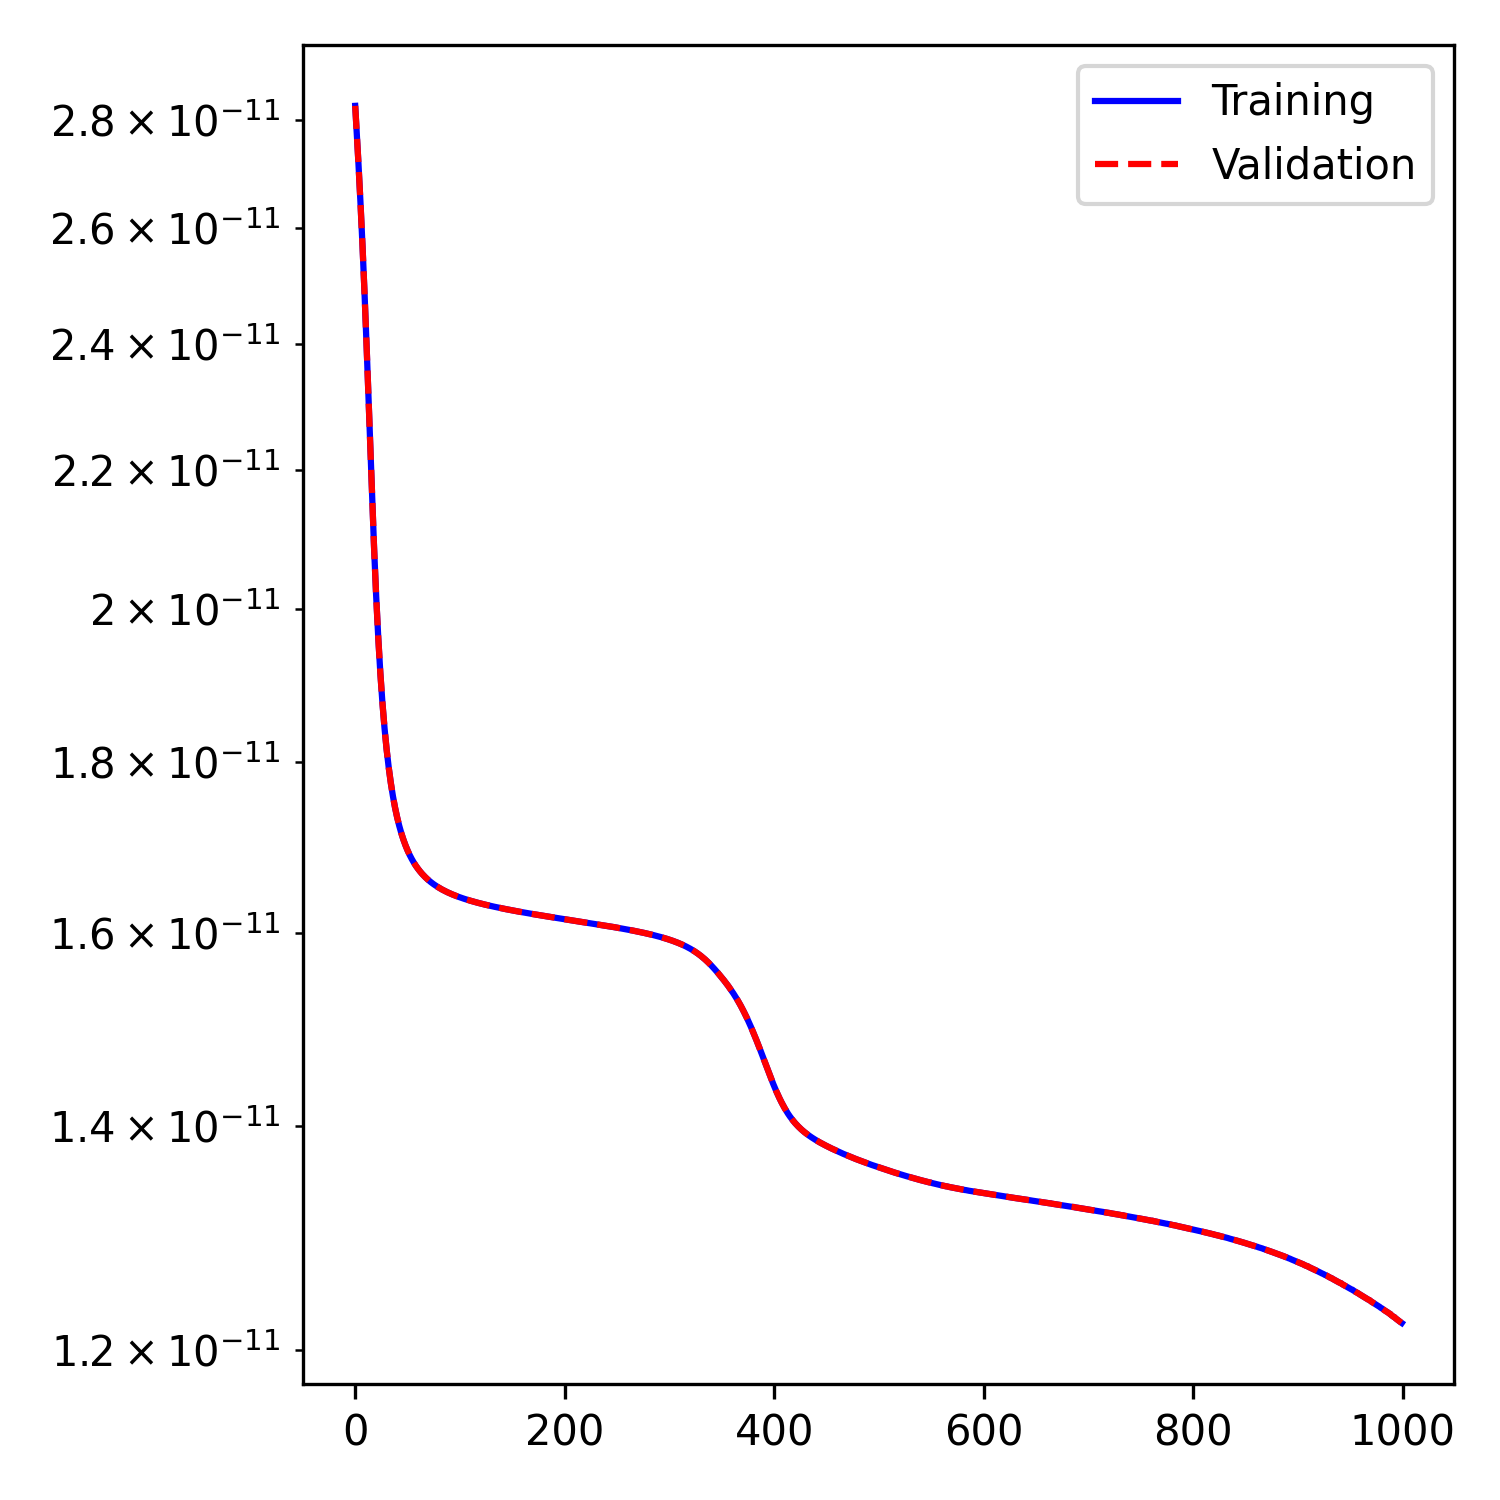 Training
Validation
2.8 × 10⁻¹¹
2.6 × 10⁻¹¹
2.4 × 10⁻¹¹
2.2 × 10⁻¹¹
2 × 10⁻¹¹
1.8 × 10⁻¹¹
1.6 × 10⁻¹¹
1.4 × 10⁻¹¹
1.2 × 10⁻¹¹
0 200 400 600 800 1000